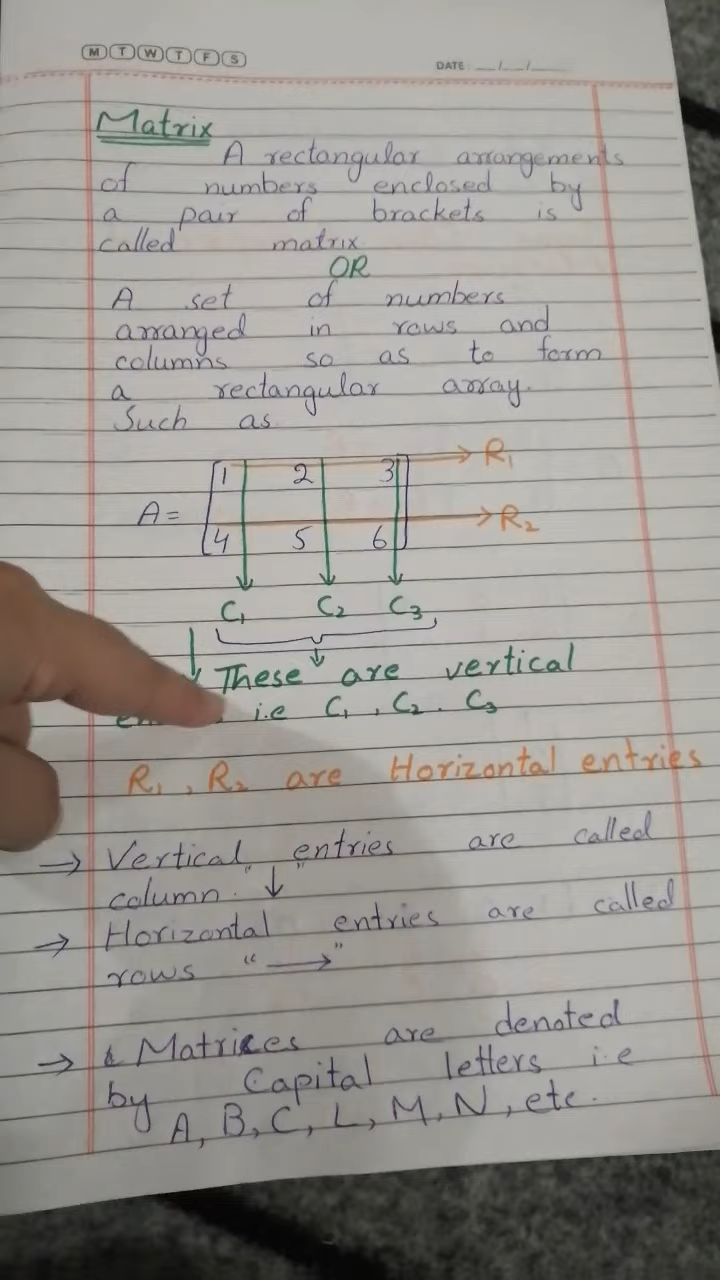 M T W T F S
DATE: __/__/____
Matrix
A rectangular arrangements
of numbers enclosed by
a pair of brackets is
called matrix
OR
A set of numbers
arranged in rows and
columns so as to form
a rectangular array.
Such as
[1 2 3] → R₁
A =
[4 5 6] → R₂
C₁ C₂ C₃
↓ These are vertical
i.e C₁, C₂. C₃
R₁, R₂ are Horizontal entries
→ Vertical entries are called
column. "↓"
→ Horizontal entries are called
rows "→"
→ Matrices are denoted
by Capital letters i.e
A, B, C, L, M, N, etc.